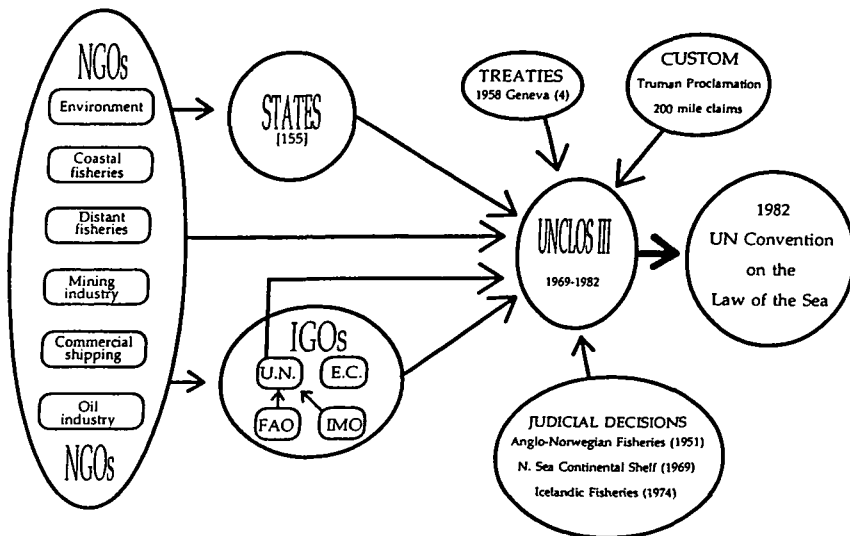 NGOs
Environment
Coastal
fisheries
Distant
fisheries
Mining
industry
Commercial
shipping
Oil
industry
NGOs
STATES
[155]
IGOs
U.N.
E.C.
FAO
IMO
TREATIES
1958 Geneva (4)
CUSTOM
Truman Proclamation
200 mile claims
UNCLOS III
1969-1982
1982
UN Convention
on the
Law of the Sea
JUDICIAL DECISIONS
Anglo-Norwegian Fisheries (1951)
N. Sea Continental Shelf (1969)
Icelandic Fisheries (1974)